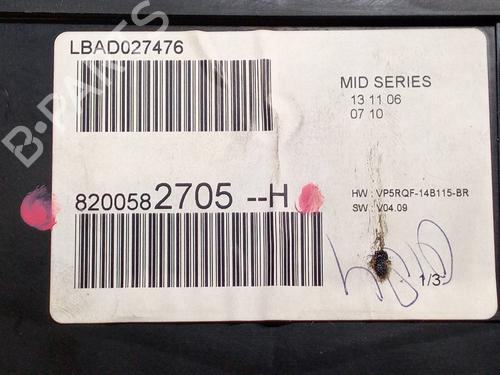 LBAD027476
MID SERIES
13 11 06
07 10
8200582705 --H
HW : VP5RQF-14B115-BR
SW : V04.09
1/3
B-PARTS